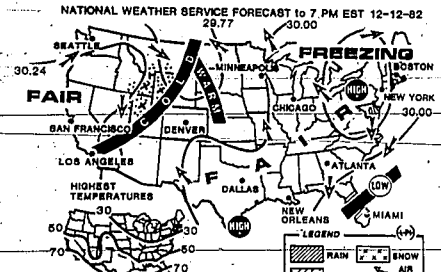 NATIONAL WEATHER SERVICE FORECAST to 7 PM EST 12-12-82
29.77
30.00
SEATTLE
FREEZING
MINNEAPOLIS
BOSTON
30.24
COLD
WARM
HIGH
FAIR
CHICAGO
NEW YORK
30.00
SAN FRANCISCO
DENVER
FAIR
LOS ANGELES
ATLANTA
HIGHEST
TEMPERATURES
DALLAS
LOW
NEW
ORLEANS
MIAMI
HIGH
30
30
50
50
70
70
LEGEND
RAIN
SNOW
AIR